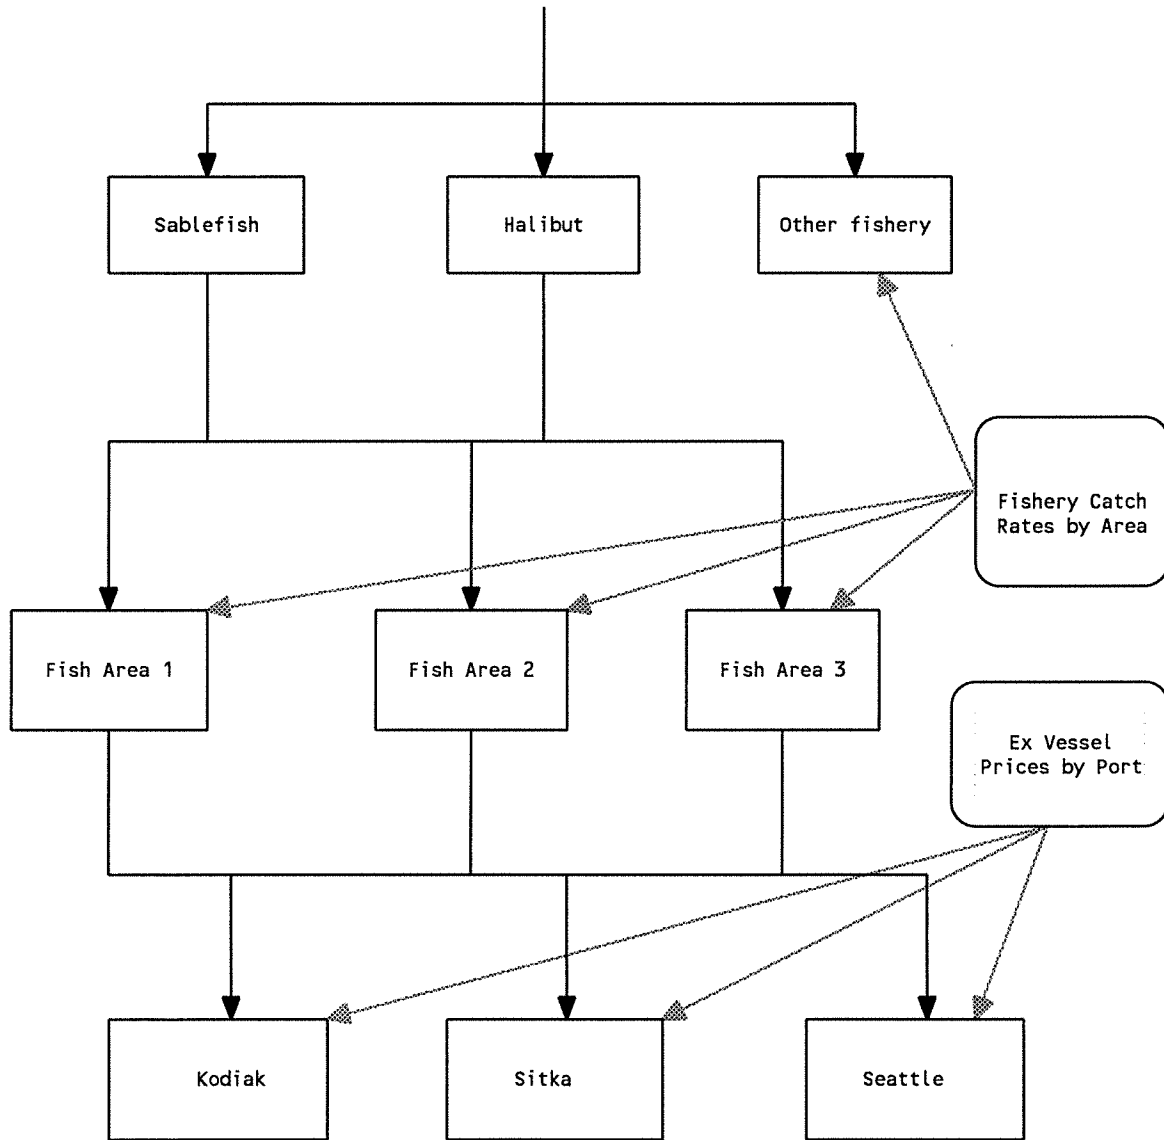 Sablefish
Halibut
Other fishery
Fishery Catch
Rates by Area
Fish Area 1
Fish Area 2
Fish Area 3
Ex Vessel
Prices by Port
Kodiak
Sitka
Seattle